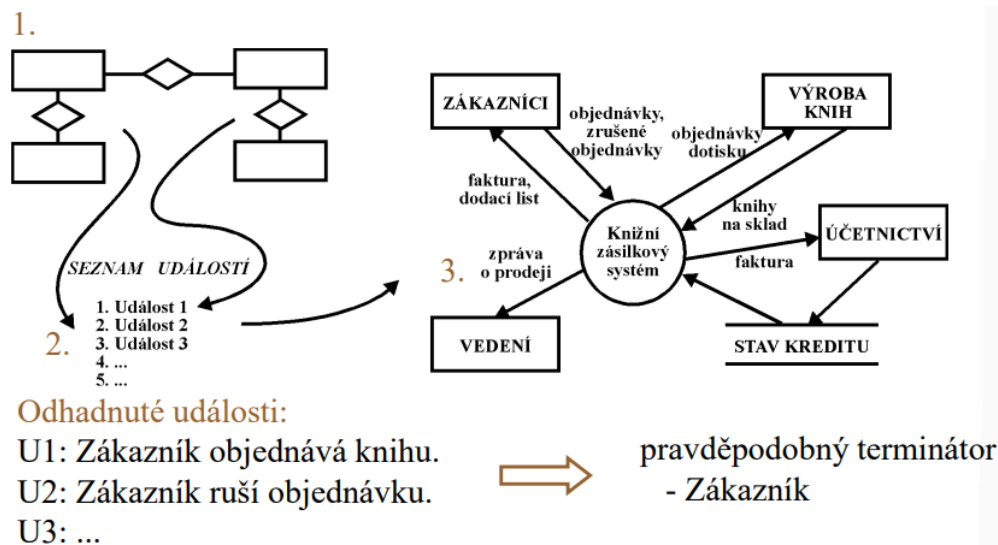 1.
SEZNAM UDÁLOSTÍ
2.
1. Událost 1
2. Událost 2
3. Událost 3
4. ...
5. ...
3.
ZÁKAZNÍCI
VÝROBA
KNIH
objednávky,
zrušené
objednávky
objednávky
dotisku
faktura,
dodací list
Knižní
zásilkový
systém
knihy
na sklad
ÚČETNICTVÍ
faktura
zpráva
o prodeji
VEDENÍ
STAV KREDITU
Odhadnuté události:
U1: Zákazník objednává knihu.
U2: Zákazník ruší objednávku.
U3: ...
pravděpodobný terminátor
- Zákazník